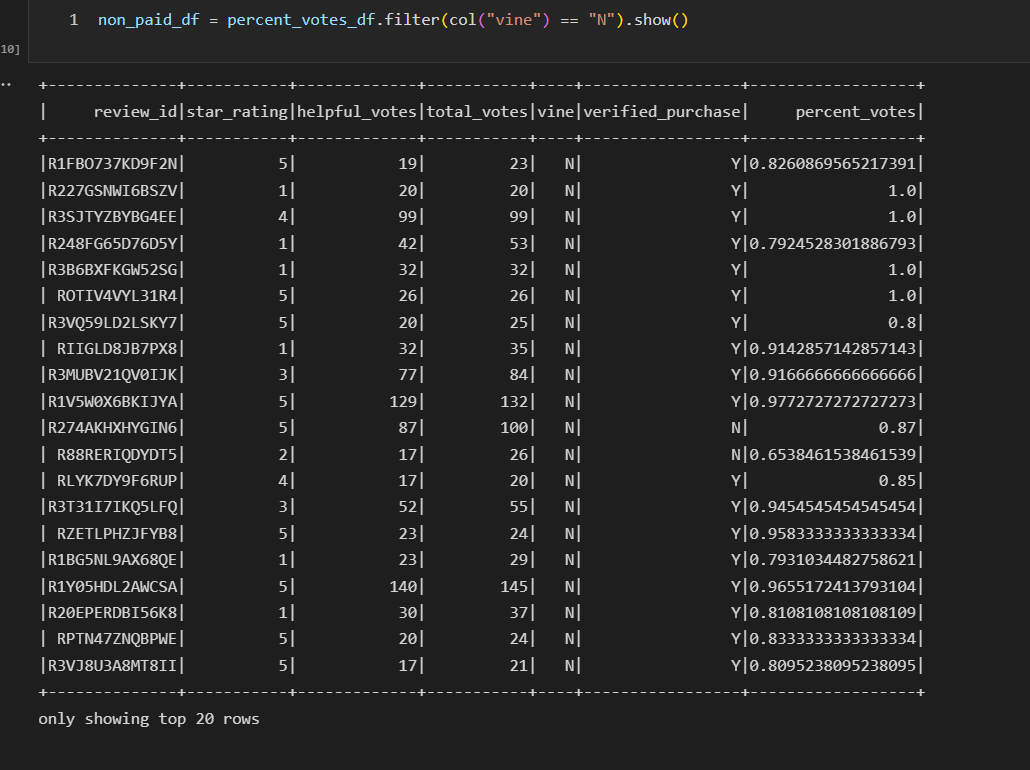 1 non_paid_df = percent_votes_df.filter(col("vine") == "N").show()
10]
..
+--------------+-----------+-------------+-----------+----+-----------------+------------------+
|     review_id|star_rating|helpful_votes|total_votes|vine|verified_purchase|     percent_votes|
+--------------+-----------+-------------+-----------+----+-----------------+------------------+
|R1FBO737KD9F2N|          5|           19|         23|   N|                Y|0.8260869565217391|
|R227GSNWI6BSZV|          1|           20|         20|   N|                Y|               1.0|
|R3SJTYZBYBG4EE|          4|           99|         99|   N|                Y|               1.0|
|R248FG65D76D5Y|          1|           42|         53|   N|                Y|0.7924528301886793|
|R3B6BXFKGW52SG|          1|           32|         32|   N|                Y|               1.0|
| ROTIV4VYL31R4|          5|           26|         26|   N|                Y|               1.0|
|R3VQ59LD2LSKY7|          5|           20|         25|   N|                Y|               0.8|
| RIIGLD8JB7PX8|          1|           32|         35|   N|                Y|0.9142857142857143|
|R3MUBV21QV0IJK|          3|           77|         84|   N|                Y|0.9166666666666666|
|R1V5W0X6BKIJYA|          5|          129|        132|   N|                Y|0.9772727272727273|
|R274AKHXHYGIN6|          5|           87|        100|   N|                N|              0.87|
| R88RERIQDYDT5|          2|           17|         26|   N|                N|0.6538461538461539|
| RLYK7DY9F6RUP|          4|           17|         20|   N|                Y|              0.85|
|R3T31I7IKQ5LFQ|          3|           52|         55|   N|                Y|0.9454545454545454|
| RZETLPHZJFYB8|          5|           23|         24|   N|                Y|0.9583333333333334|
|R1BG5NL9AX68QE|          1|           23|         29|   N|                Y|0.7931034482758621|
|R1Y05HDL2AWCSA|          5|          140|        145|   N|                Y|0.9655172413793104|
|R20EPERDBI56K8|          1|           30|         37|   N|                Y|0.8108108108108109|
| RPTN47ZNQBPWE|          5|           20|         24|   N|                Y|0.8333333333333334|
|R3VJ8U3A8MT8II|          5|           17|         21|   N|                Y|0.8095238095238095|
+--------------+-----------+-------------+-----------+----+-----------------+------------------+
only showing top 20 rows